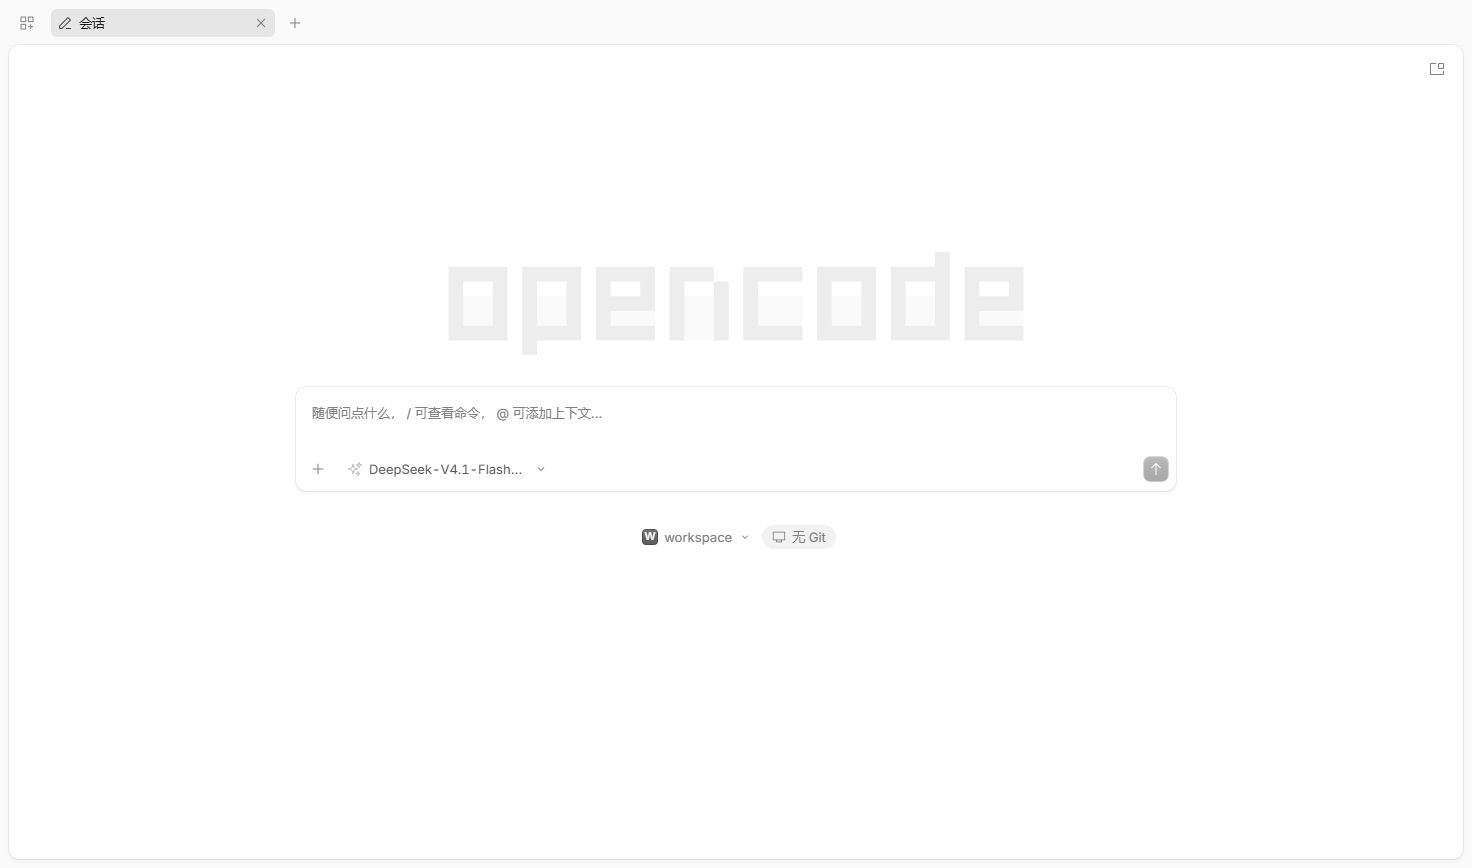 会话
opencode
随便问点什么， / 可查看命令， @ 可添加上下文...
DeepSeek-V4.1-Flash...
W workspace 无 Git